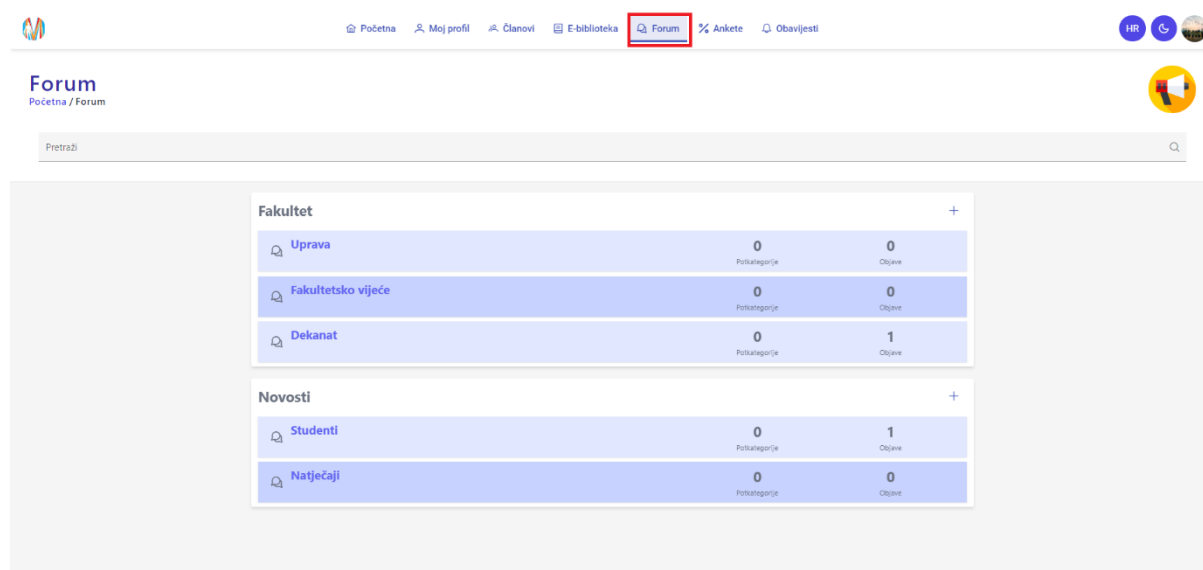 Početna Moj profil Članovi E-biblioteka Forum Ankete Obavijesti HR
Forum
Početna / Forum
Pretraži
Fakultet +
Uprava 0 0
Potkategorije Objave
Fakultetsko vijeće 0 0
Potkategorije Objave
Dekanat 0 1
Potkategorije Objave
Novosti +
Studenti 0 1
Potkategorije Objave
Natječaji 0 0
Potkategorije Objave